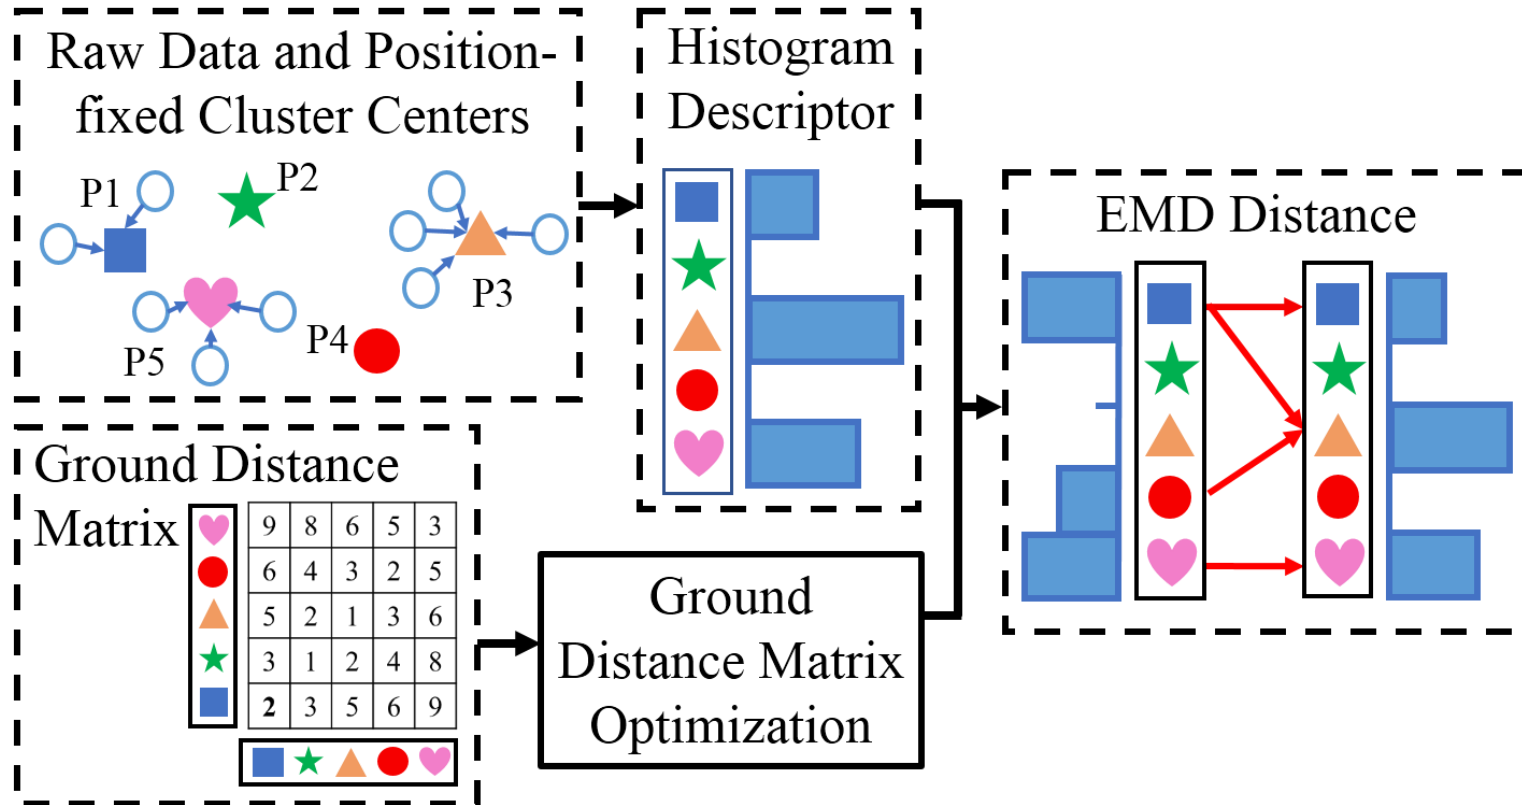 Raw Data and Position-
fixed Cluster Centers
P1
P2
P3
P4
P5
Histogram
Descriptor
EMD Distance
Ground Distance
Matrix
9 8 6 5 3
6 4 3 2 5
5 2 1 3 6
3 1 2 4 8
2 3 5 6 9
Ground
Distance Matrix
Optimization